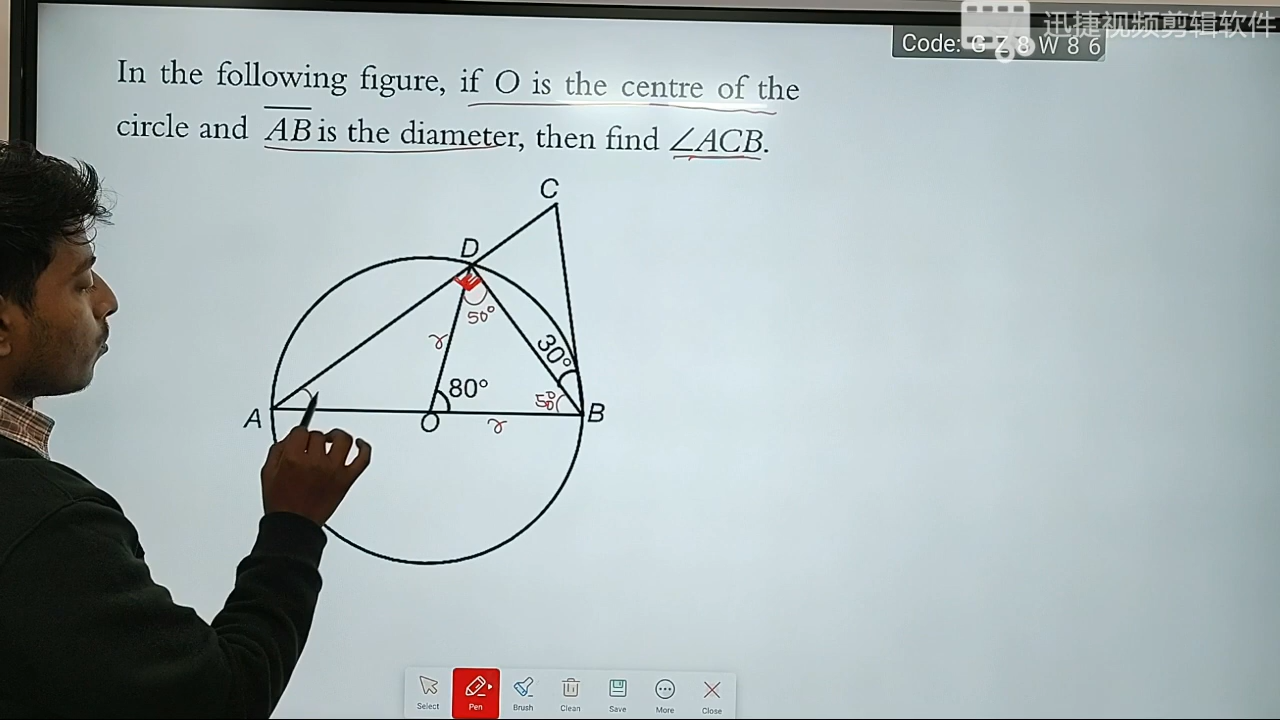 迅捷视频剪辑软件
Code: G Z 8 W 8 6
In the following figure, if O is the centre of the
circle and AB is the diameter, then find ∠ACB.
C
D
50°
r
30°
80°
50°
A
O
r
B
Select
Pen
Brush
Clean
Save
More
Close